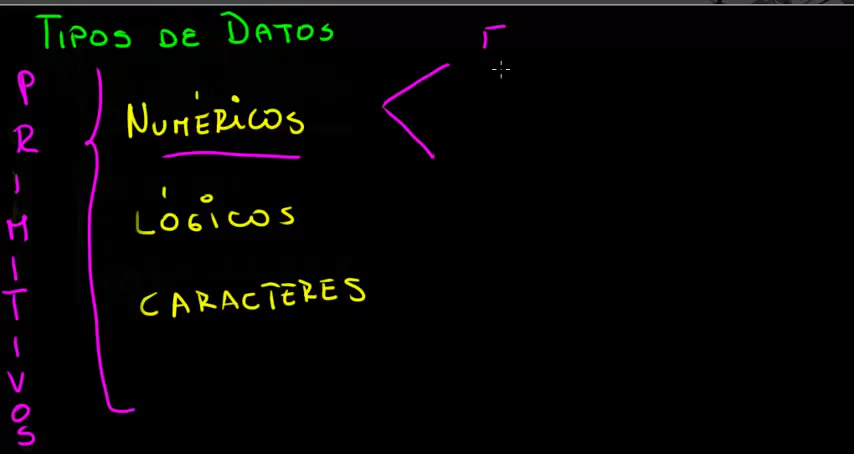 TIPOS DE DATOS
PRIMITIVOS
NUMÉRICOS
LÓGICOS
CARACTERES